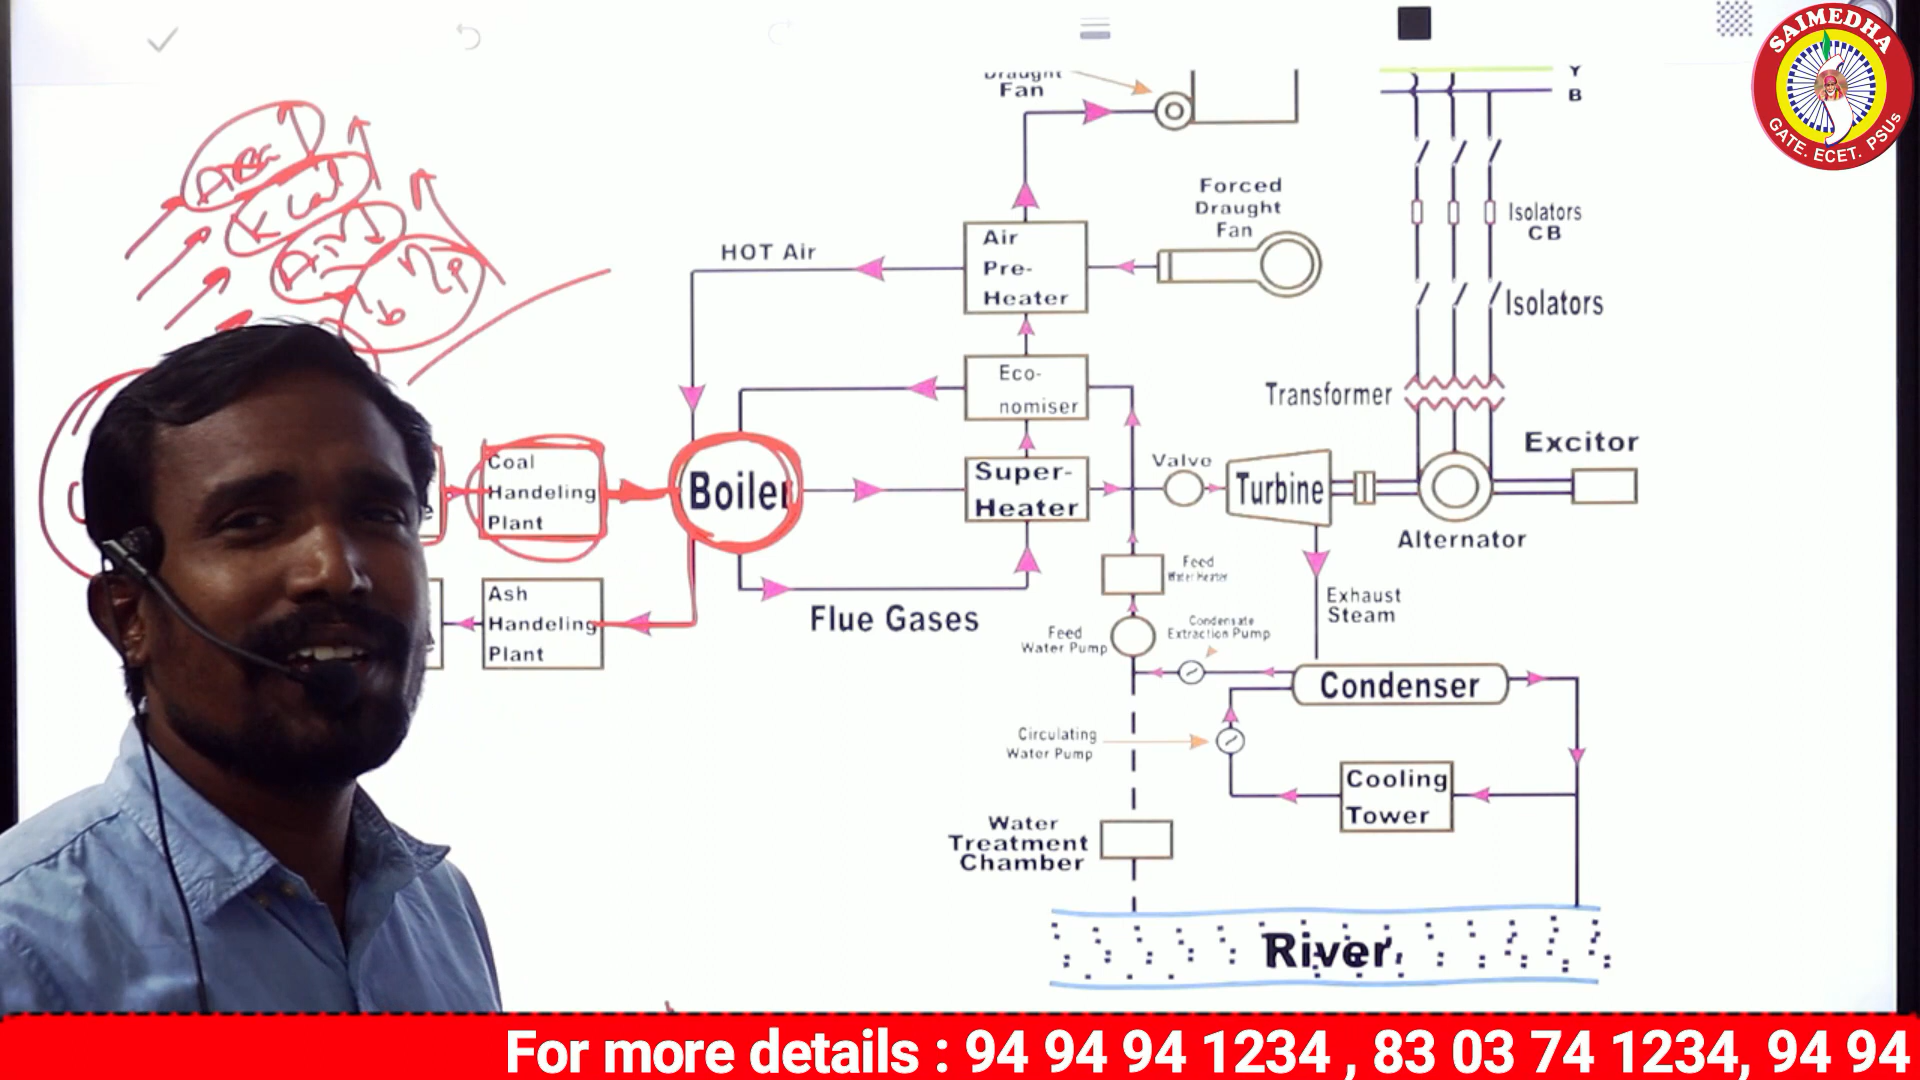 Draught
Fan
Y
B
SAIMEDHA
GATE. ECET. PSUs
Forced
Draught
Fan
Isolators
CB
HOT Air
Air
Pre-
Heater
Isolators
Eco-
nomiser
Transformer
Excitor
Coal
Handeling
Plant
Boiler
Super-
Heater
Valve
Turbine
Alternator
Ash
Handeling
Plant
Flue Gases
Feed
Water Heater
Exhaust
Steam
Feed
Water Pump
Condensate
Extraction Pump
Condenser
Circulating
Water Pump
Cooling
Tower
Water
Treatment
Chamber
River
For more details : 94 94 94 1234 , 83 03 74 1234, 94 94